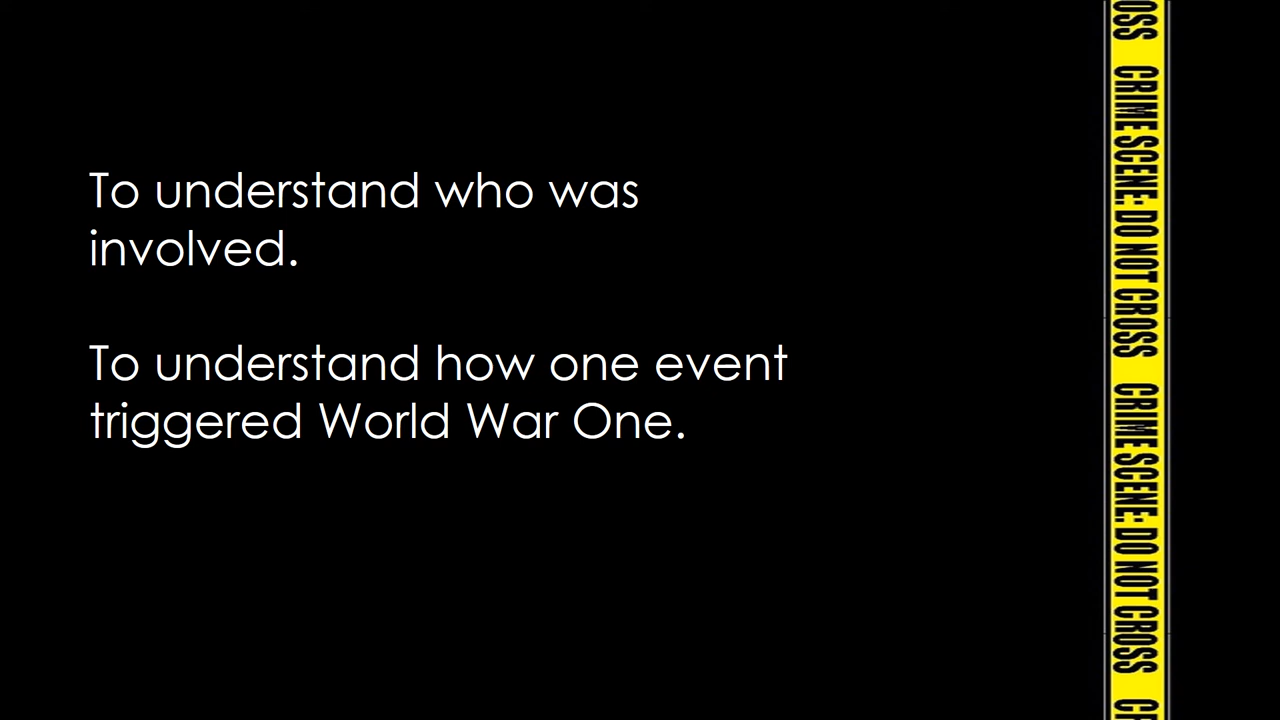 To understand who was
involved.
To understand how one event
triggered World War One.
OSS CRIME SCENE: DO NOT CROSS CRIME SCENE: DO NOT CROSS